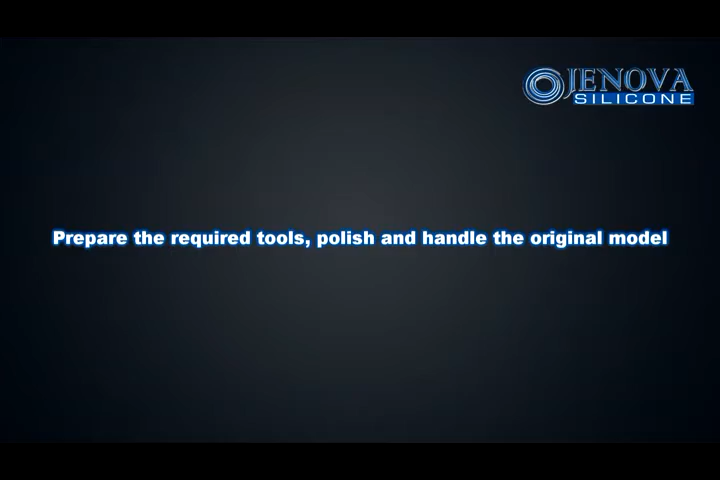 JENOVA
SILICONE
Prepare the required tools, polish and handle the original model